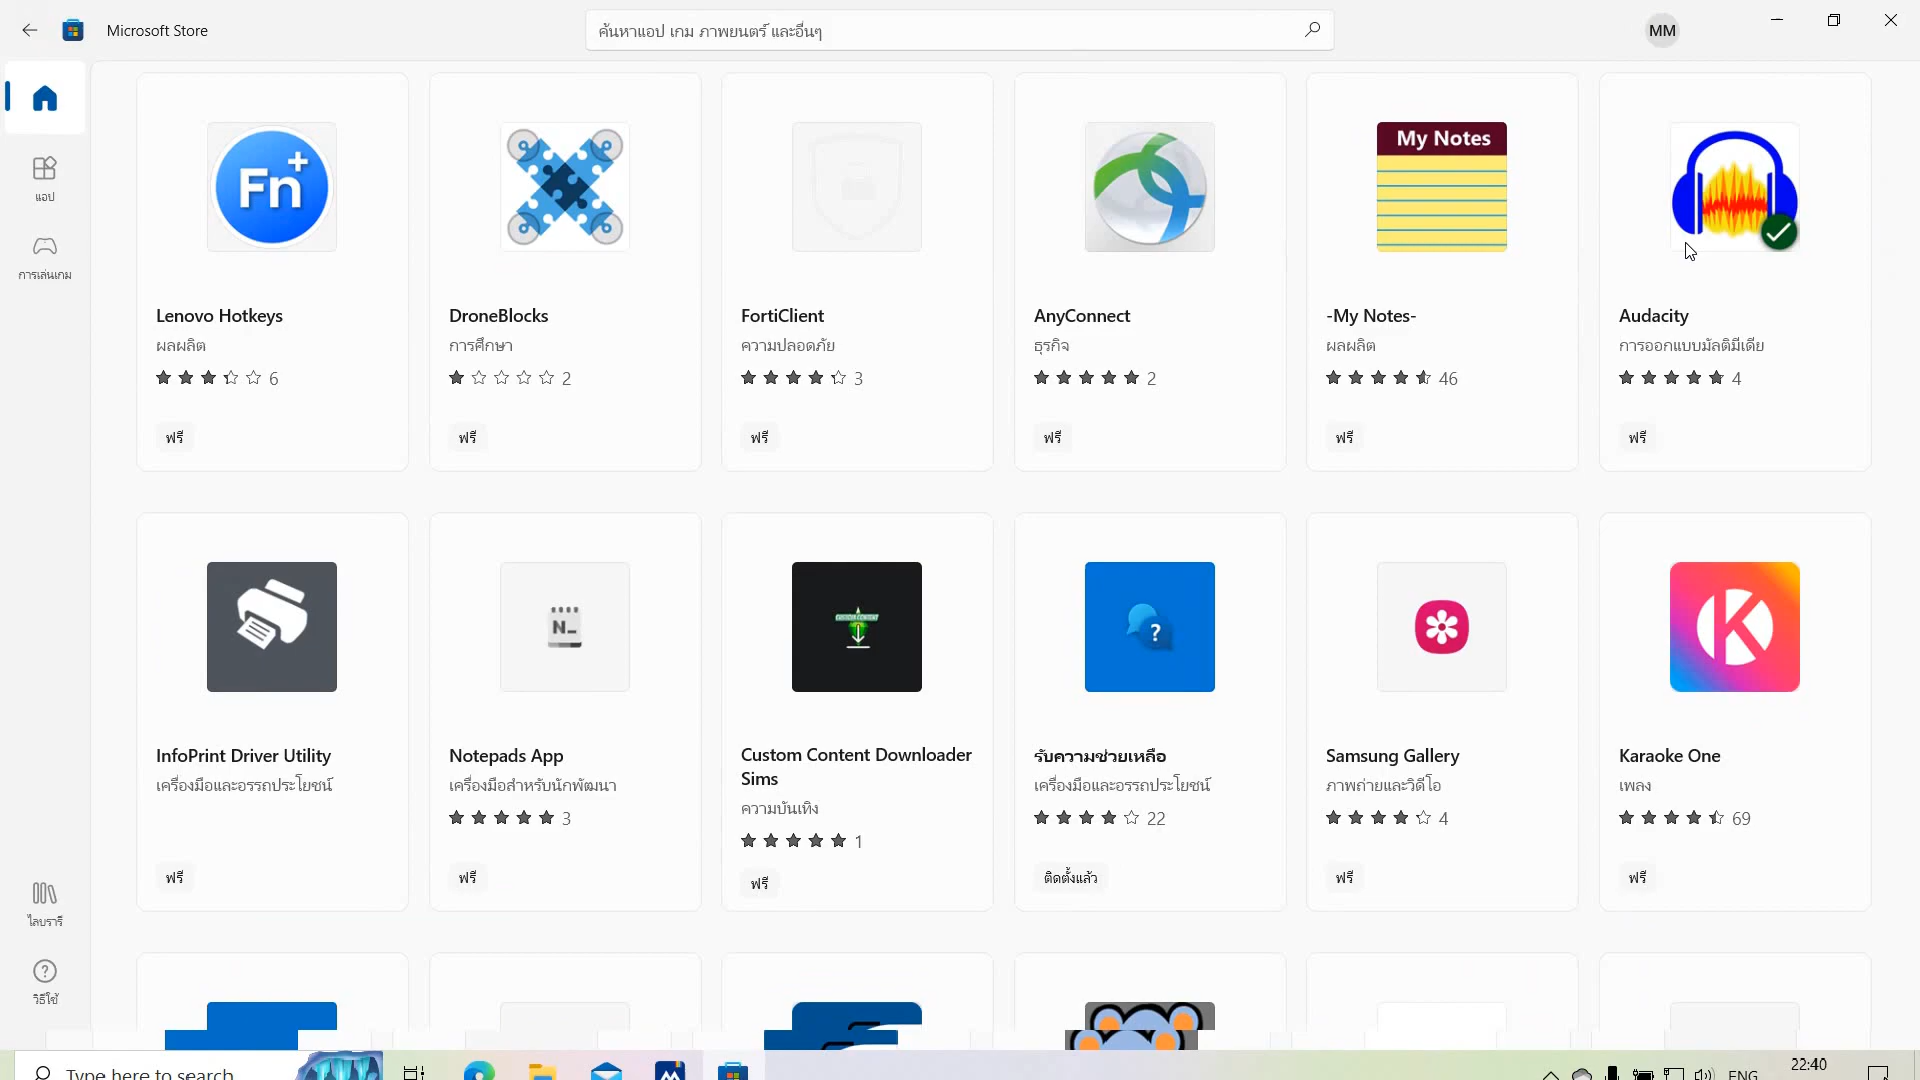 Microsoft Store
ค้นหาแอป เกม ภาพยนตร์ และอื่นๆ
MM
แอป
การเล่นเกม
ไลบรารี
วิธีใช้
Fn+
My Notes
Lenovo Hotkeys
ผลผลิต
6
ฟรี
DroneBlocks
การศึกษา
2
ฟรี
FortiClient
ความปลอดภัย
3
ฟรี
AnyConnect
ธุรกิจ
2
ฟรี
-My Notes-
ผลผลิต
46
ฟรี
Audacity
การออกแบบมัลติมีเดีย
4
ฟรี
InfoPrint Driver Utility
เครื่องมือและอรรถประโยชน์
ฟรี
N_
Notepads App
เครื่องมือสำหรับนักพัฒนา
3
ฟรี
CUSTOM CONTENT
Custom Content Downloader
Sims
ความบันเทิง
1
ฟรี
?
รับความช่วยเหลือ
เครื่องมือและอรรถประโยชน์
22
ติดตั้งแล้ว
Samsung Gallery
ภาพถ่ายและวิดีโอ
4
ฟรี
K
Karaoke One
เพลง
69
ฟรี
Type here to search
ENG
22:40